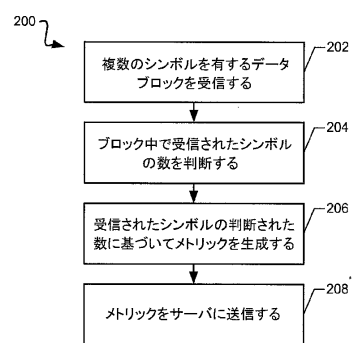 200
複数のシンボルを有するデータ
ブロックを受信する
202
ブロック中で受信されたシンボル
の数を判断する
204
受信されたシンボルの判断された
数に基づいてメトリックを生成する
206
メトリックをサーバに送信する
208